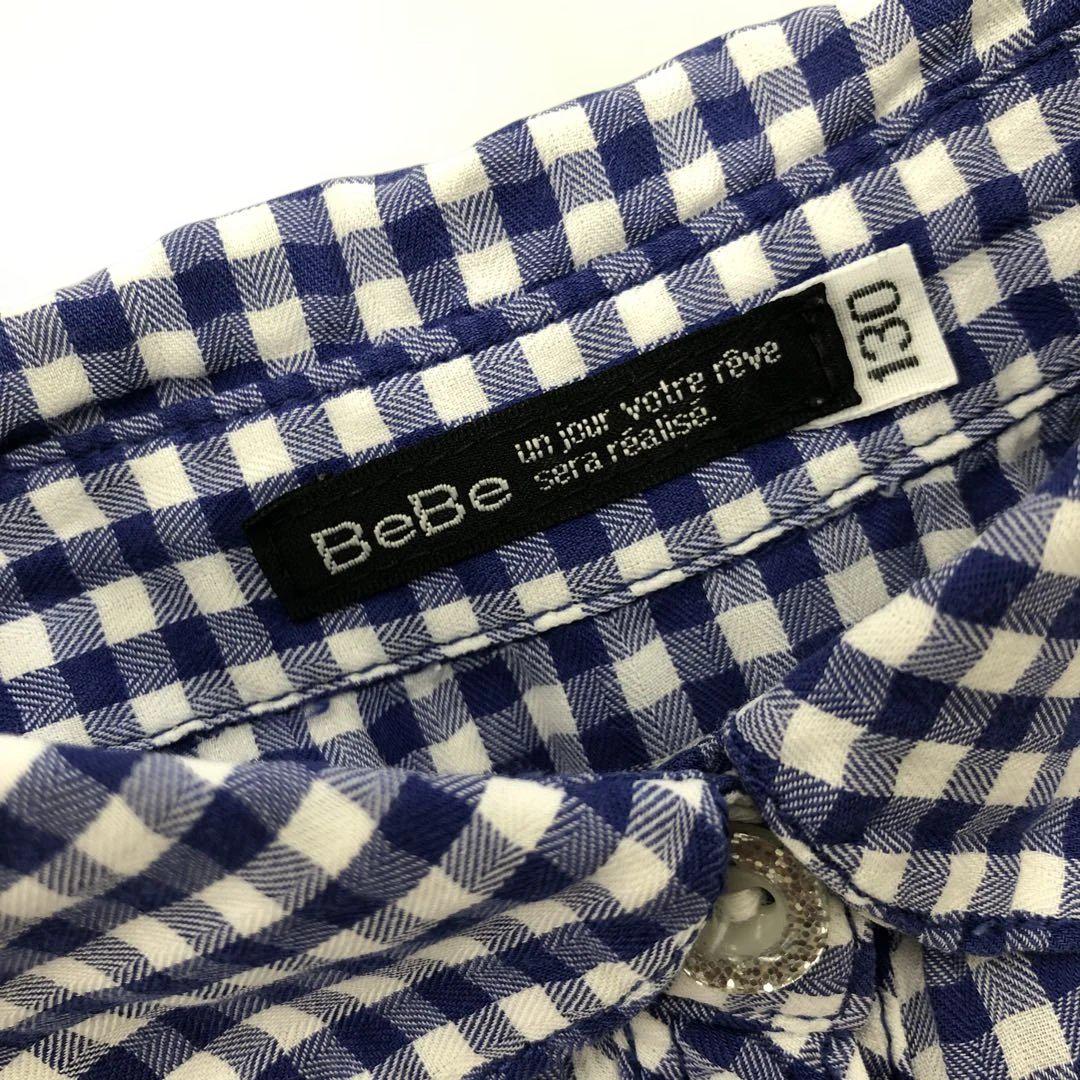 BeBe
un jour votre rêve
sera réalisé
130